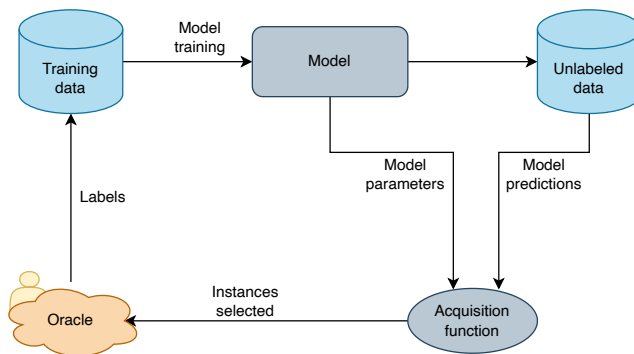 Training
data
Model
training
Model
Unlabeled
data
Model
parameters
Model
predictions
Labels
Instances
selected
Oracle
Acquisition
function